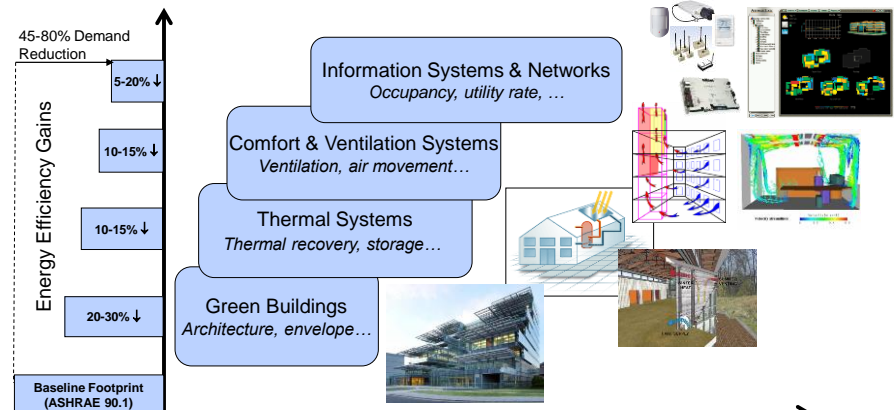 45-80% Demand
Reduction
5-20% ↓
10-15% ↓
10-15% ↓
20-30% ↓
Energy Efficiency Gains
Baseline Footprint
(ASHRAE 90.1)
Information Systems & Networks
Occupancy, utility rate, …
Comfort & Ventilation Systems
Ventilation, air movement…
Thermal Systems
Thermal recovery, storage…
Green Buildings
Architecture, envelope…